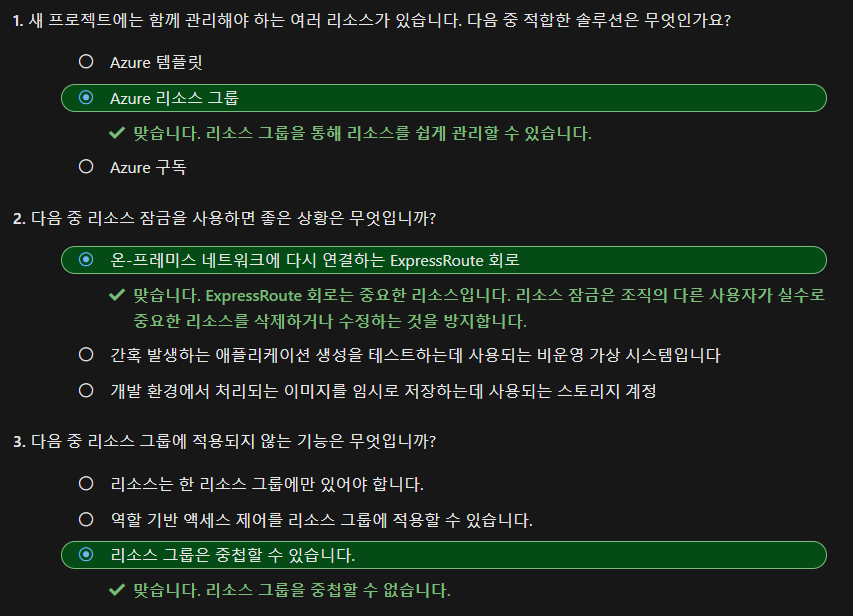 1. 새 프로젝트에는 함께 관리해야 하는 여러 리소스가 있습니다. 다음 중 적합한 솔루션은 무엇인가요?
Azure 템플릿
Azure 리소스 그룹
맞습니다. 리소스 그룹을 통해 리소스를 쉽게 관리할 수 있습니다.
Azure 구독
2. 다음 중 리소스 잠금을 사용하면 좋은 상황은 무엇입니까?
온-프레미스 네트워크에 다시 연결하는 ExpressRoute 회로
맞습니다. ExpressRoute 회로는 중요한 리소스입니다. 리소스 잠금은 조직의 다른 사용자가 실수로
중요한 리소스를 삭제하거나 수정하는 것을 방지합니다.
간혹 발생하는 애플리케이션 생성을 테스트하는데 사용되는 비운영 가상 시스템입니다
개발 환경에서 처리되는 이미지를 임시로 저장하는데 사용되는 스토리지 계정
3. 다음 중 리소스 그룹에 적용되지 않는 기능은 무엇입니까?
리소스는 한 리소스 그룹에만 있어야 합니다.
역할 기반 액세스 제어를 리소스 그룹에 적용할 수 있습니다.
리소스 그룹은 중첩할 수 있습니다.
맞습니다. 리소스 그룹을 중첩할 수 없습니다.